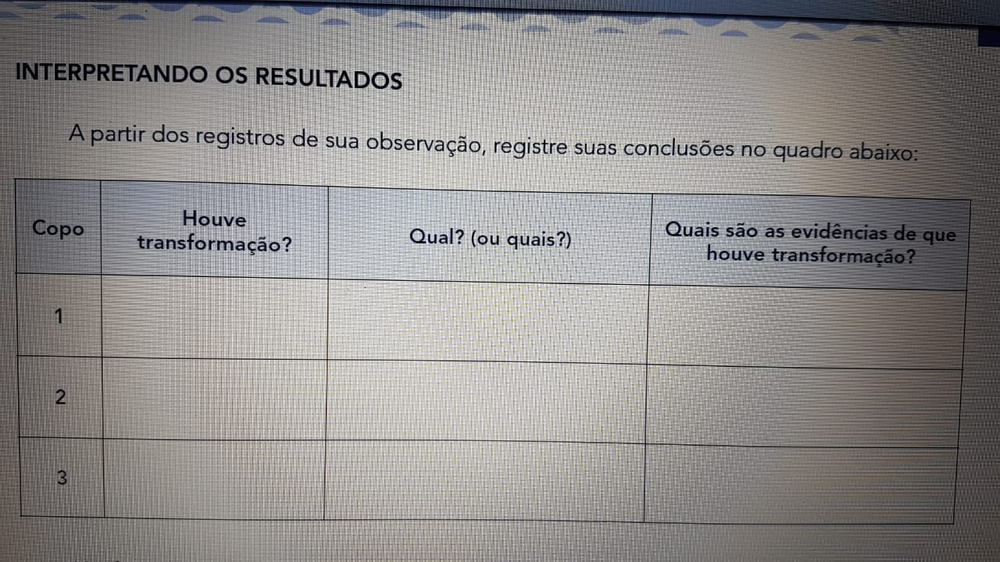 INTERPRETANDO OS RESULTADOS
A partir dos registros de sua observação, registre suas conclusões no quadro abaixo:
Copo
Houve
transformação?
Qual? (ou quais?)
Quais são as evidências de que
houve transformação?
1
2
3